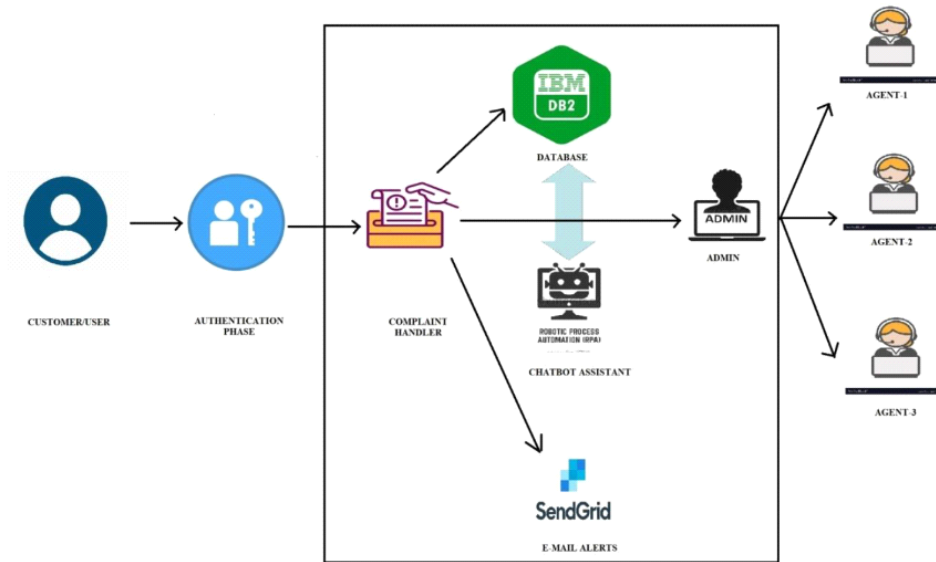 AGENT-1
IBM
DB2
DATABASE
ADMIN
ADMIN
AGENT-2
CUSTOMER/USER
AUTHENTICATION
PHASE
COMPLAINT
HANDLER
ROBOTIC PROCESS
AUTOMATION (RPA)
CHATBOT ASSISTANT
AGENT-3
SendGrid
E-MAIL ALERTS